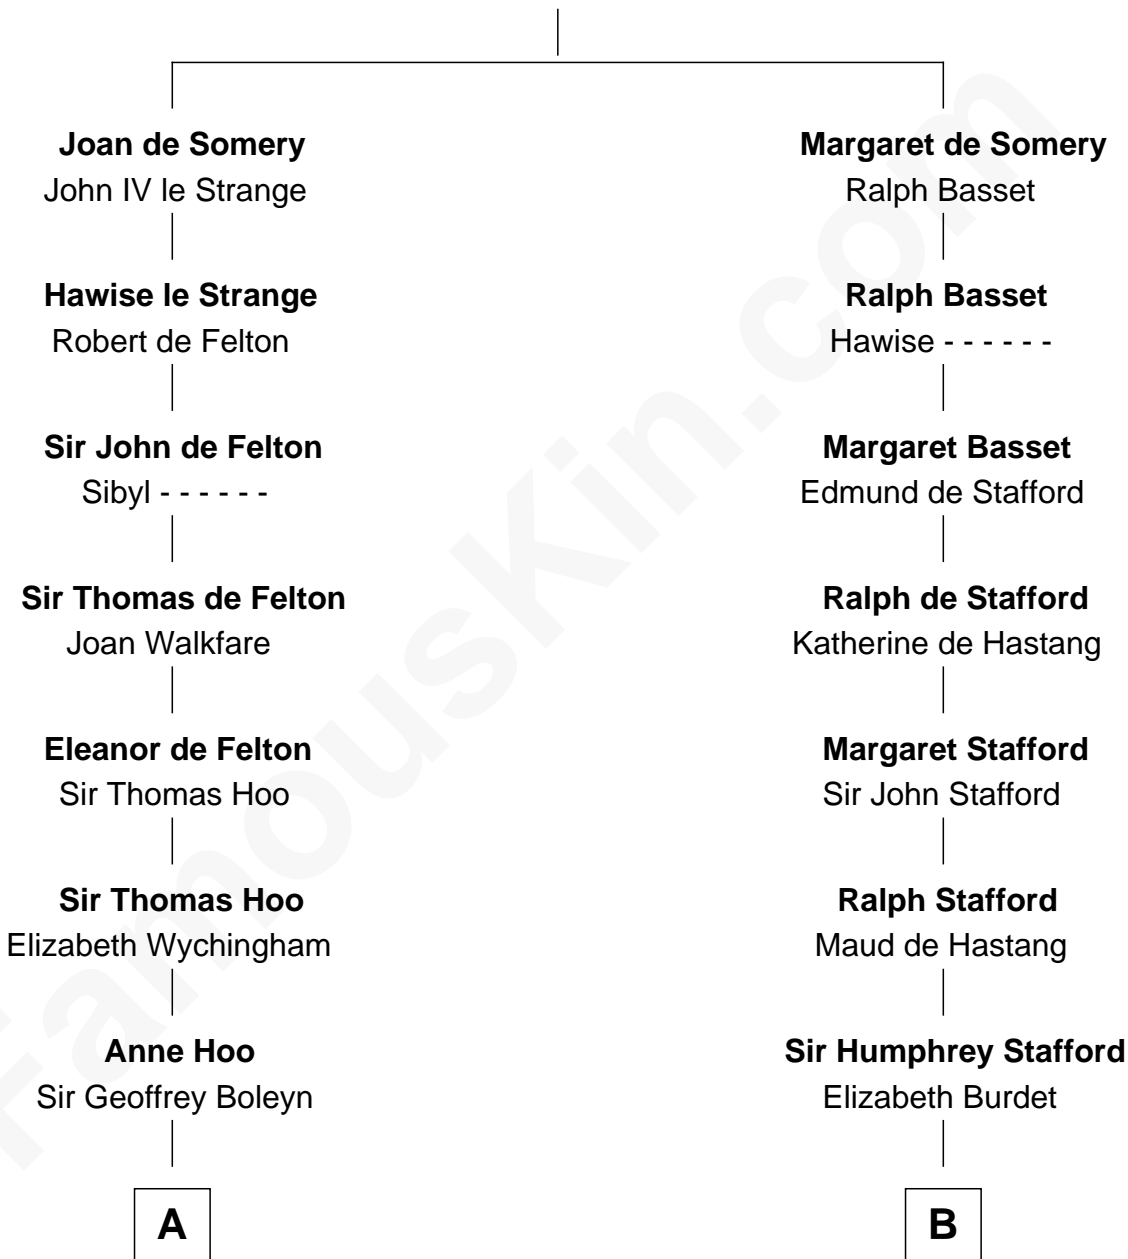 Joan de Somery
John IV le Strange
Hawise le Strange
Robert de Felton
Sir John de Felton
Sibyl - - - - - -
Sir Thomas de Felton
Joan Walkfare
Eleanor de Felton
Sir Thomas Hoo
Sir Thomas Hoo
Elizabeth Wychingham
Anne Hoo
Sir Geoffrey Boleyn
A
Margaret de Somery
Ralph Basset
Ralph Basset
Hawise - - - - - -
Margaret Basset
Edmund de Stafford
Ralph de Stafford
Katherine de Hastang
Margaret Stafford
Sir John Stafford
Ralph Stafford
Maud de Hastang
Sir Humphrey Stafford
Elizabeth Burdet
B
FamousKin.com